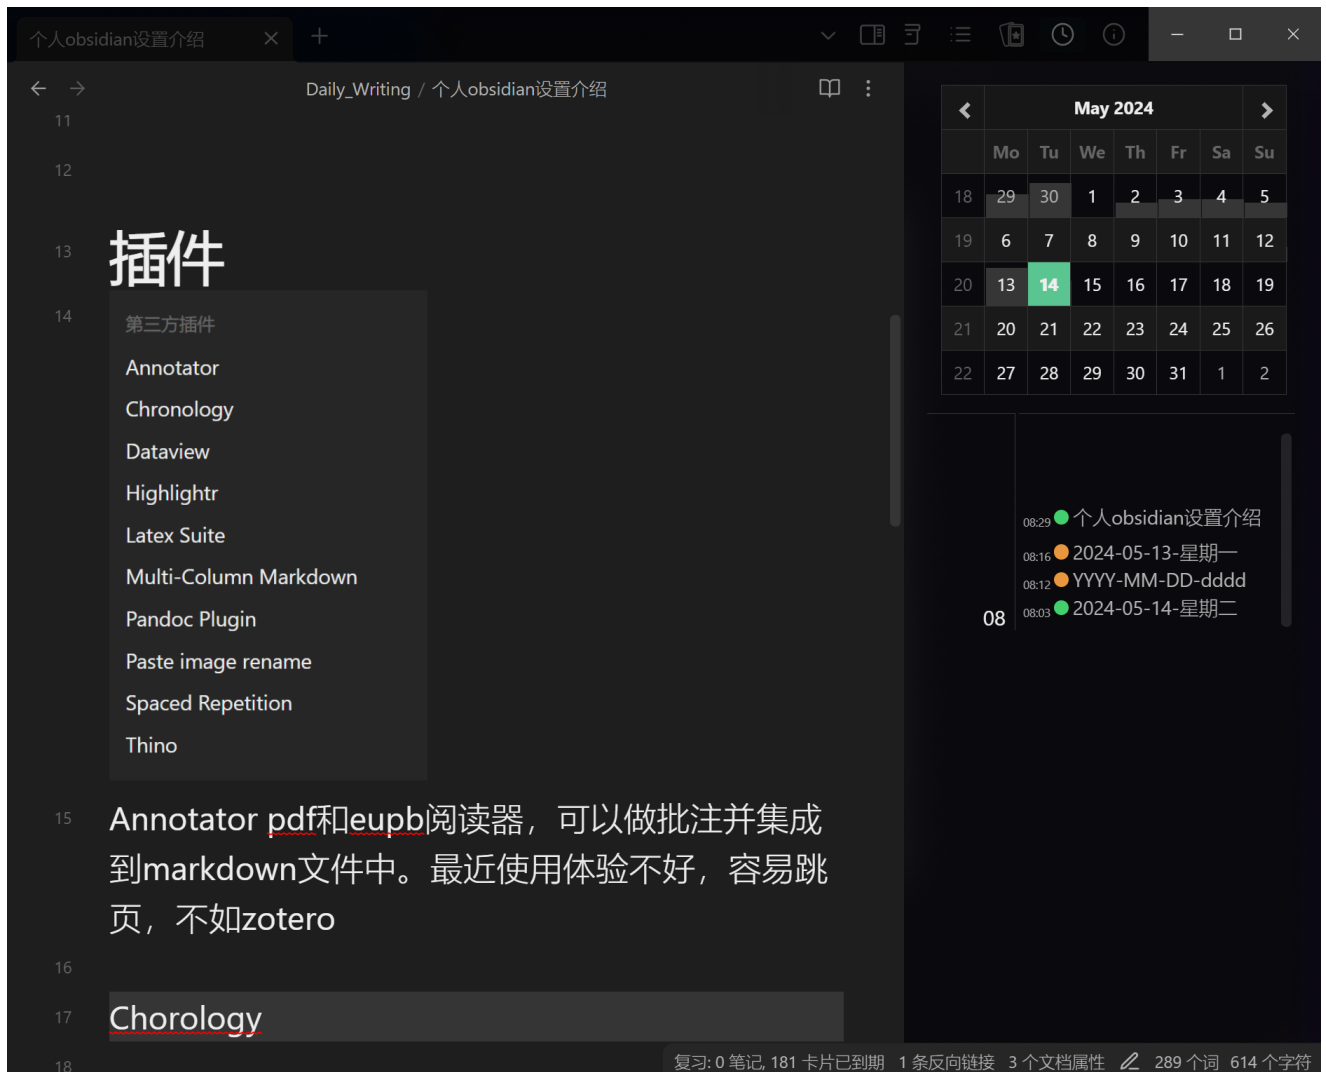 个人obsidian设置介绍
Daily_Writing / 个人obsidian设置介绍
11
12
13 插件
14
第三方插件
Annotator
Chronology
Dataview
Highlightr
Latex Suite
Multi-Column Markdown
Pandoc Plugin
Paste image rename
Spaced Repetition
Thino
15 Annotator pdf和eupb阅读器，可以做批注并集成
到markdown文件中。最近使用体验不好，容易跳
页，不如zotero
16
17 Chorology
18
May 2024
Mo Tu We Th Fr Sa Su
18 29 30 1 2 3 4 5
19 6 7 8 9 10 11 12
20 13 14 15 16 17 18 19
21 20 21 22 23 24 25 26
22 27 28 29 30 31 1 2
08:29 个人obsidian设置介绍
08:16 2024-05-13-星期一
08:12 YYYY-MM-DD-dddd
08:03 2024-05-14-星期二
08
复习: 0 笔记, 181 卡片已到期 1 条反向链接 3 个文档属性 289 个词 614 个字符